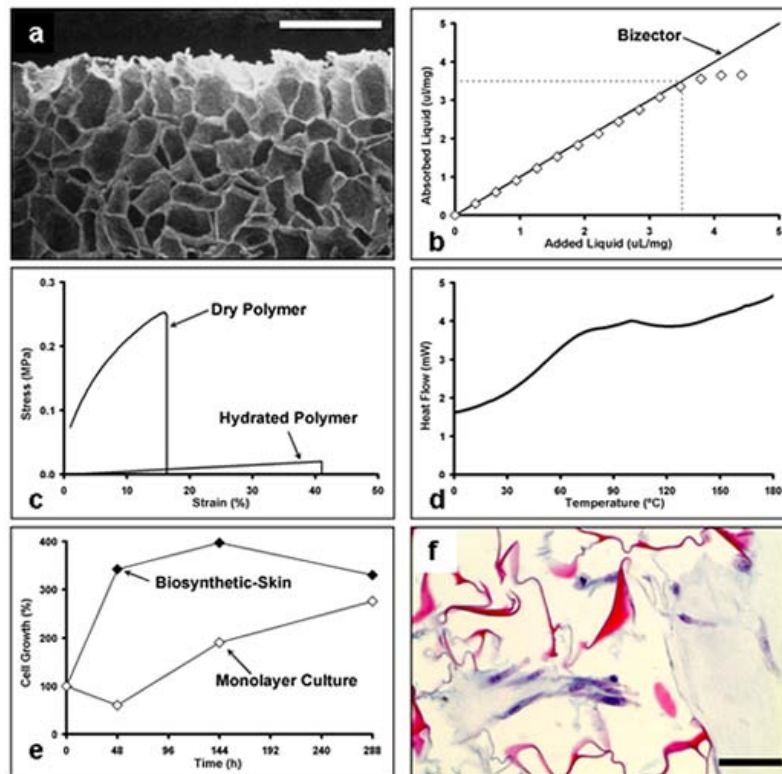 a
Absorbed Liquid (ul/mg)
5
4
3
2
1
0
Bizector
0
1
2
3
4
5
Added Liquid (uL/mg)
b
Stress (MPa)
0.3
0.2
0.1
0.0
Dry Polymer
Hydrated Polymer
0
10
20
30
40
50
Strain (%)
c
Heat Flow (mW)
5
4
3
2
1
0
0
30
60
90
120
150
180
Temperature (ºC)
d
Cell Growth (%)
400
300
200
100
0
Biosynthetic-Skin
Monolayer Culture
0
48
96
144
192
240
288
Time (h)
e
f